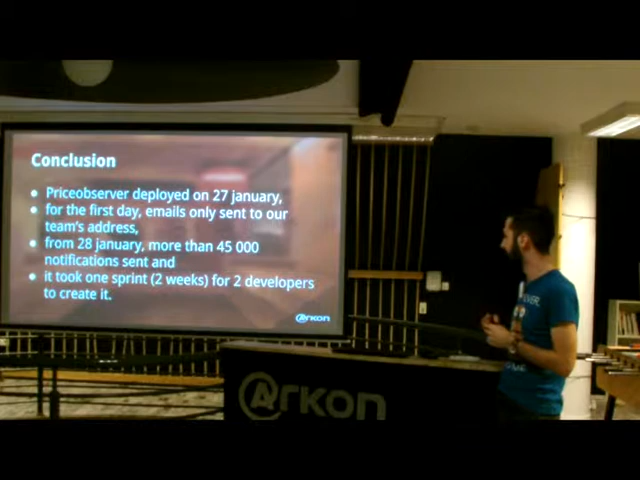 Conclusion
Priceobserver deployed on 27 january,
for the first day, emails only sent to our
team's address,
from 28 january, more than 45 000
notifications sent and
it took one sprint (2 weeks) for 2 developers
to create it.
arkon
arkon